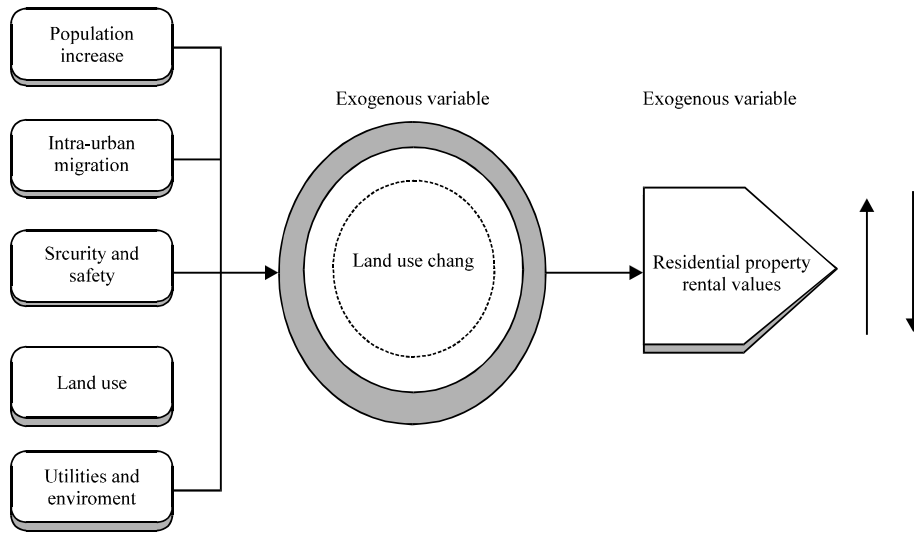 Population
increase
Intra-urban
migration
Srcurity and
safety
Land use
Utilities and
enviroment
Exogenous variable
Land use chang
Exogenous variable
Residential property
rental values